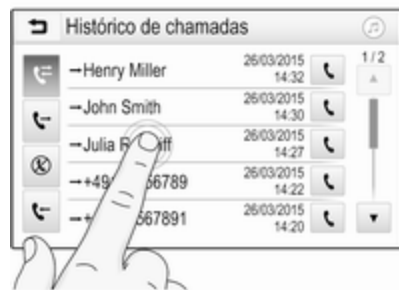 Histórico de chamadas
1/2
→Henry Miller 26/03/2015 14:32
→John Smith 26/03/2015 14:30
→Julia 26/03/2015 14:27
26/03/2015 14:22
26/03/2015 14:20